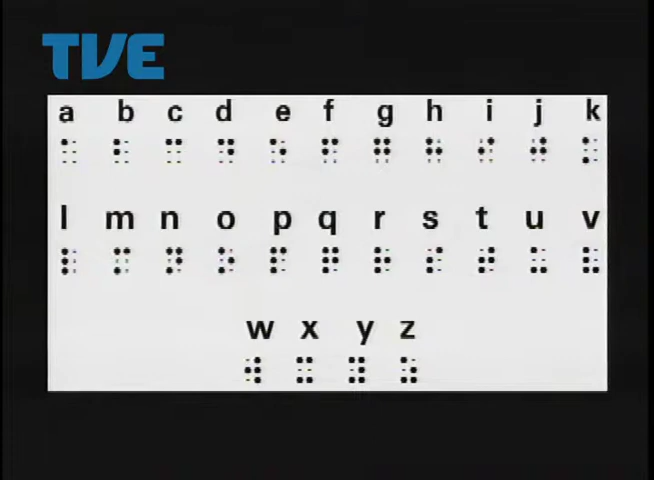 TVE
a b c d e f g h i j k
⠁ ⠃ ⠉ ⠙ ⠑ ⠋ ⠛ ⠓ ⠊ ⠚ ⠅
l m n o p q r s t u v
⠇ ⠍ ⠝ ⠕ ⠏ ⠟ ⠗ ⠎ ⠞ ⠥ ⠧
w x y z
⠺ ⠭ ⠽ ⠵